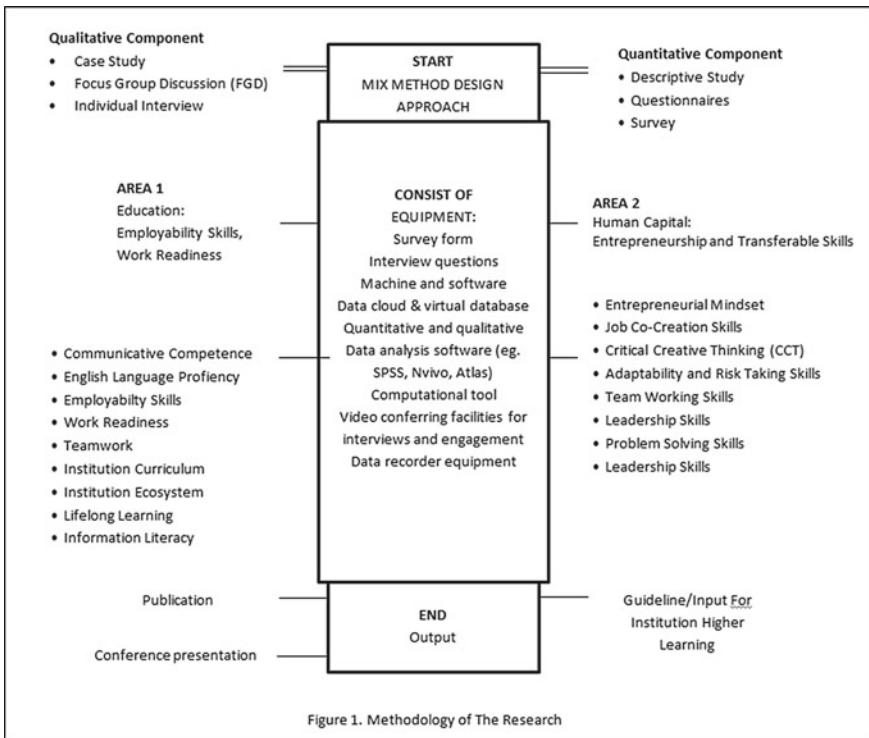 Qualitative Component
• Case Study
• Focus Group Discussion (FGD)
• Individual Interview
START
MIX METHOD DESIGN
APPROACH
Quantitative Component
• Descriptive Study
• Questionnaires
• Survey
AREA 1
Education:
Employability Skills,
Work Readiness
CONSIST OF
EQUIPMENT:
Survey form
Interview questions
Machine and software
Data cloud & virtual database
Quantitative and qualitative
Data analysis software (eg.
SPSS, Nvivo, Atlas)
Computational tool
Video conferring facilities for
interviews and engagement
Data recorder equipment
AREA 2
Human Capital:
Entrepreneurship and Transferable Skills
• Communicative Competence
• English Language Profiency
• Employabilty Skills
• Work Readiness
• Teamwork
• Institution Curriculum
• Institution Ecosystem
• Lifelong Learning
• Information Literacy
• Entrepreneurial Mindset
• Job Co-Creation Skills
• Critical Creative Thinking (CCT)
• Adaptability and Risk Taking Skills
• Team Working Skills
• Leadership Skills
• Problem Solving Skills
• Leadership Skills
Publication
Conference presentation
END
Output
Guideline/Input For
Institution Higher
Learning
Figure 1. Methodology of The Research